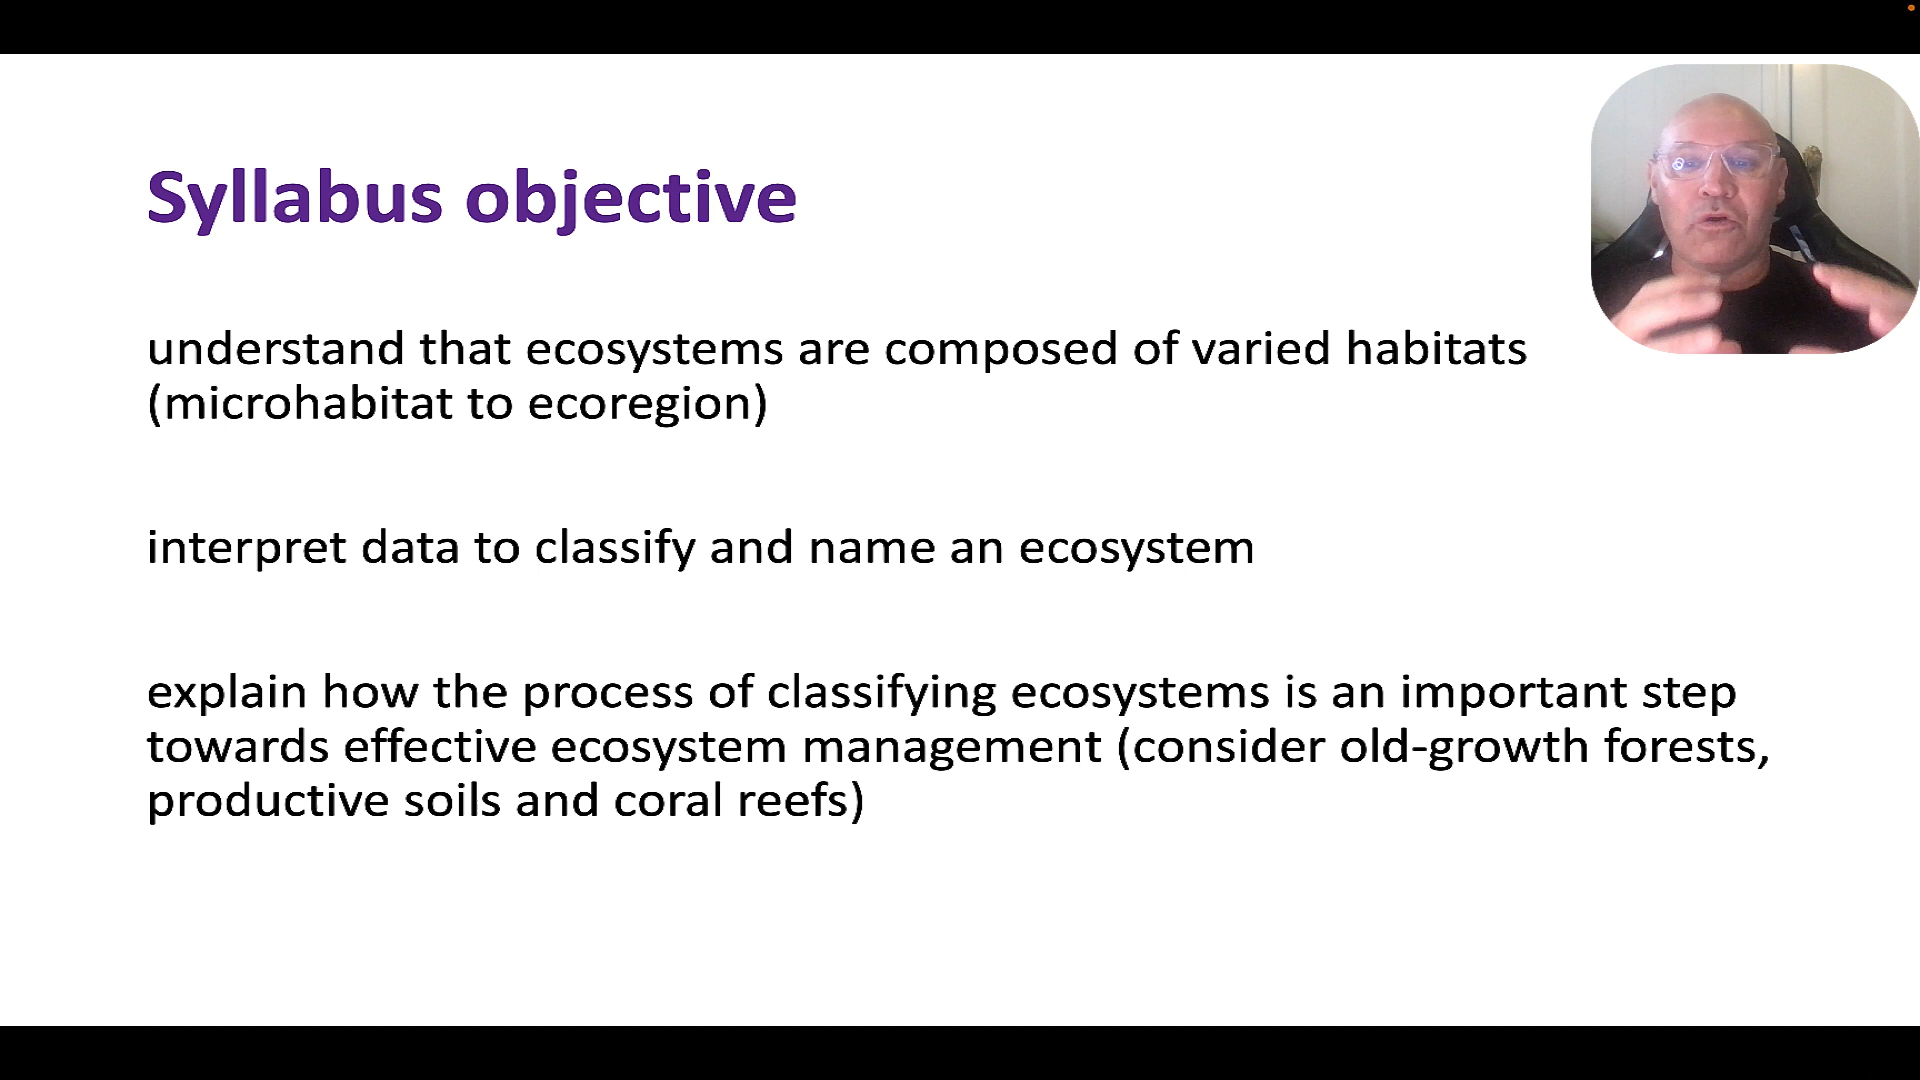 Syllabus objective
understand that ecosystems are composed of varied habitats
(microhabitat to ecoregion)
interpret data to classify and name an ecosystem
explain how the process of classifying ecosystems is an important step
towards effective ecosystem management (consider old-growth forests,
productive soils and coral reefs)